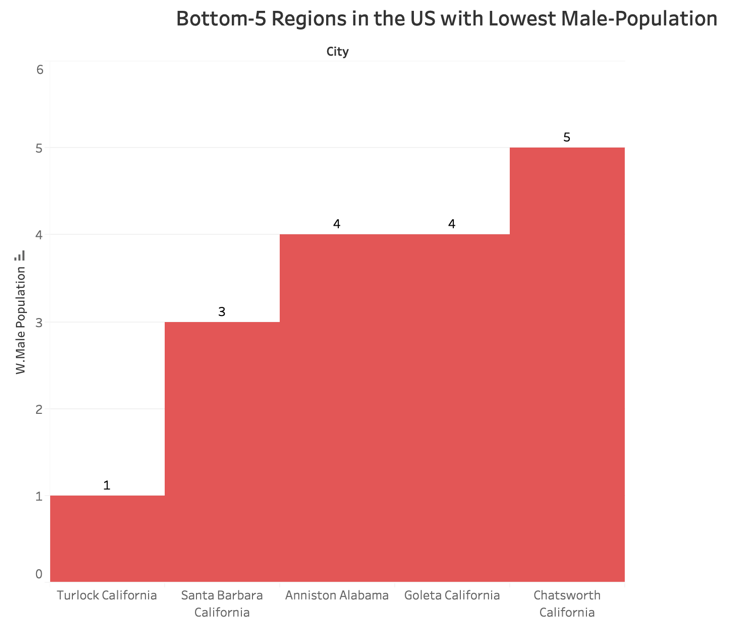 Bottom-5 Regions in the US with Lowest Male-Population
City
6
5
4
3
2
1
0
W.Male Population
1
3
4
4
5
Turlock California
Santa Barbara
California
Anniston Alabama
Goleta California
Chatsworth
California